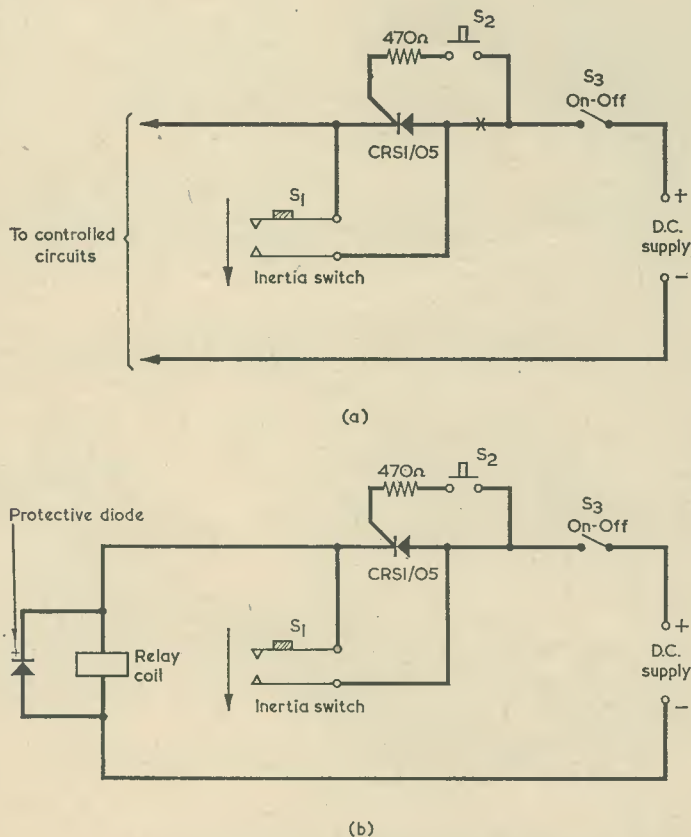 S2
470Ω
S3
On-Off
CRS1/05
+
D.C.
supply
−
S1
Inertia switch
To controlled
circuits
(a)
S2
470Ω
S3
On-Off
Protective diode
CRS1/05
+
+
D.C.
supply
−
S1
Inertia switch
Relay
coil
(b)